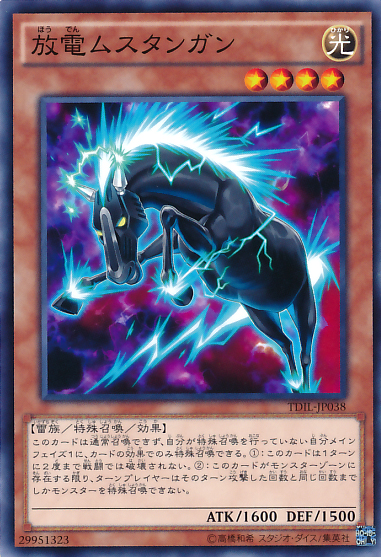 放電ムスタンガン
光
TDIL-JP038
【雷族／特殊召喚／効果】
このカードは通常召喚できず、自分が特殊召喚を行っていない自分メイン
フェイズ1に、カードの効果でのみ特殊召喚できる。①：このカードは1ターン
に2度まで戦闘では破壊されない。②：このカードがモンスターゾーンに
存在する限り、ターンプレイヤーはそのターン攻撃した回数と同じ回数まで
しかモンスターを特殊召喚できない。
ATK/1600 DEF/1500
29951323
©高橋和希 スタジオ・ダイス/集英社